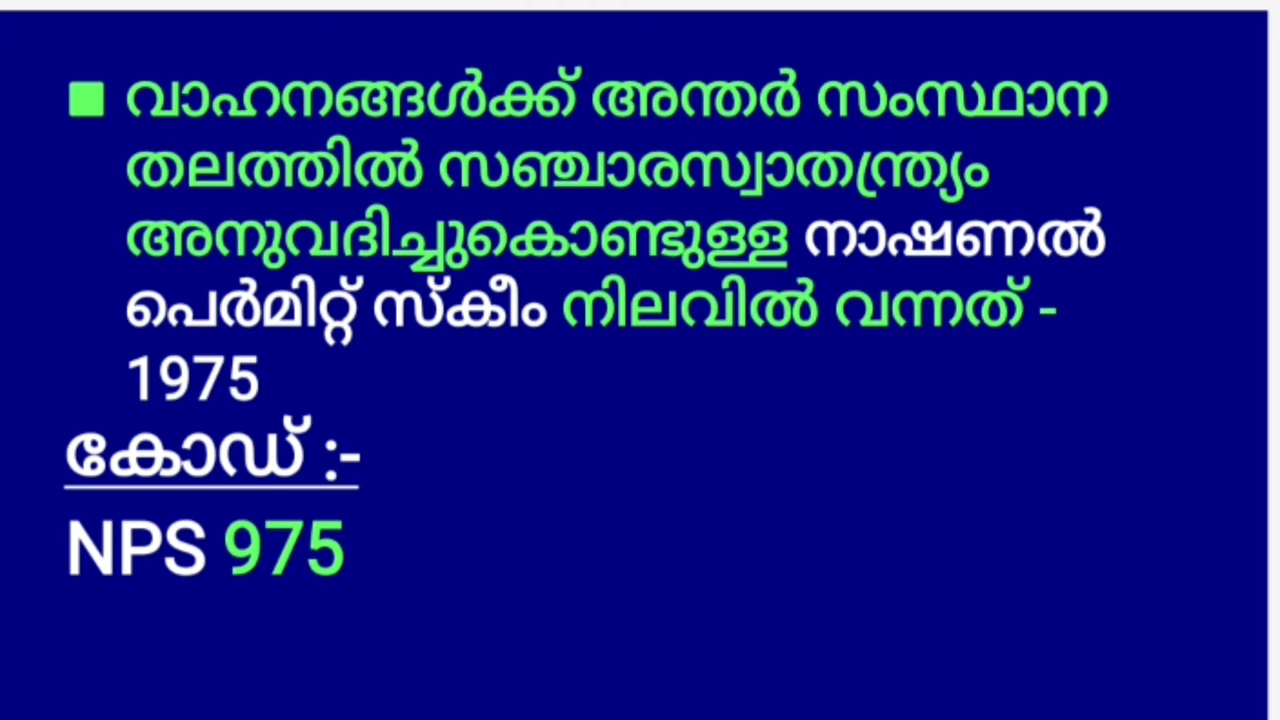 ■ വാഹനങ്ങൾക്ക് അന്തർ സംസ്ഥാന
തലത്തിൽ സഞ്ചാരസ്വാതന്ത്ര്യം
അനുവദിച്ചുകൊണ്ടുള്ള നാഷണൽ
പെർമിറ്റ് സ്കീം നിലവിൽ വന്നത് -
1975
കോഡ് :-
NPS 975